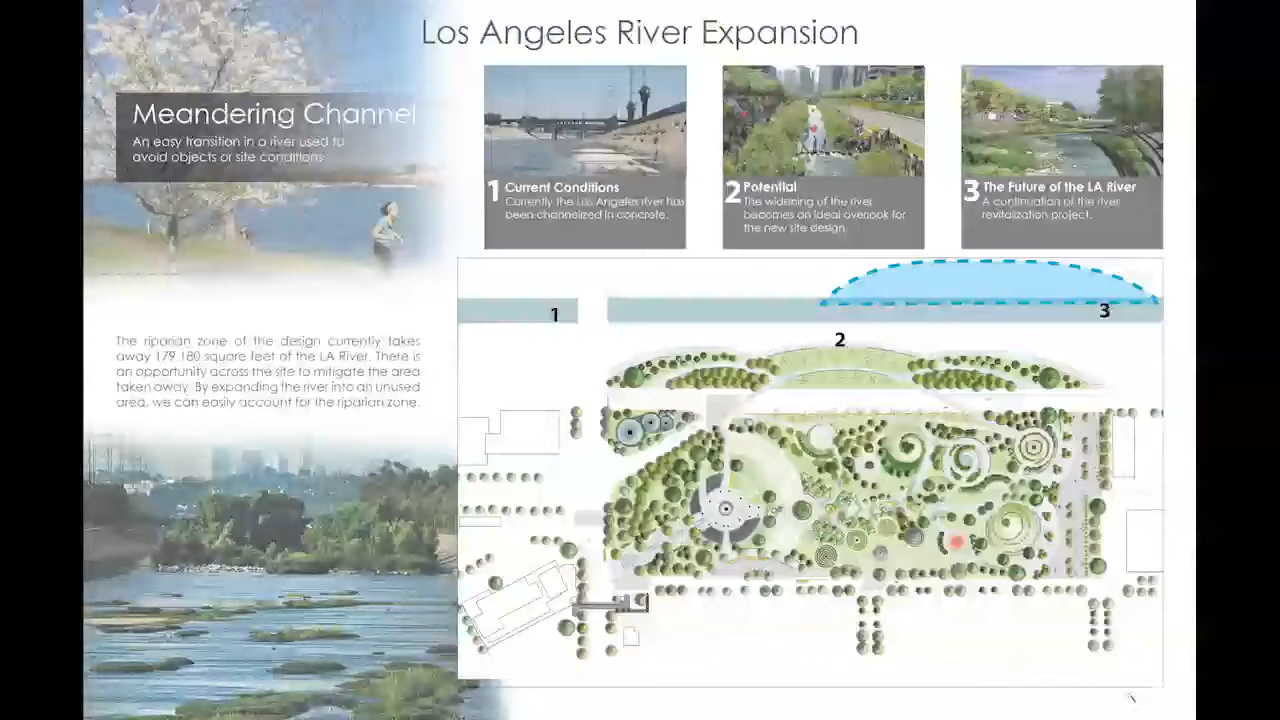 Los Angeles River Expansion
Meandering Channel
An easy transition in a river used to
avoid objects or site conditions
1 Current Conditions
Currently the Los Angeles river has
been channelized in concrete.
2 Potential
The widening of the river
becomes an ideal overlook for
the new site design.
3 The Future of the LA River
A continuation of the river
revitalization project.
The riparian zone of the design currently takes
away 179,180 square feet of the LA River. There is
an opportunity across the site to mitigate the area
taken away. By expanding the river into an unused
area, we can easily account for the riparian zone.
1
3
2